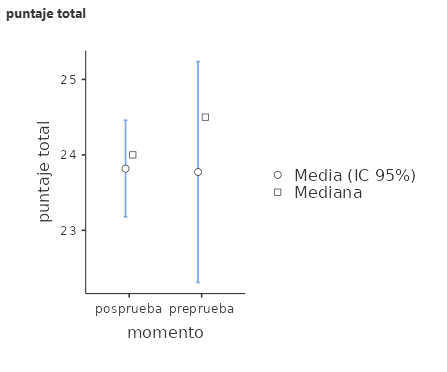 puntaje total
puntaje total
25
24
23
posprueba preprueba
momento
Media (IC 95%)
Mediana